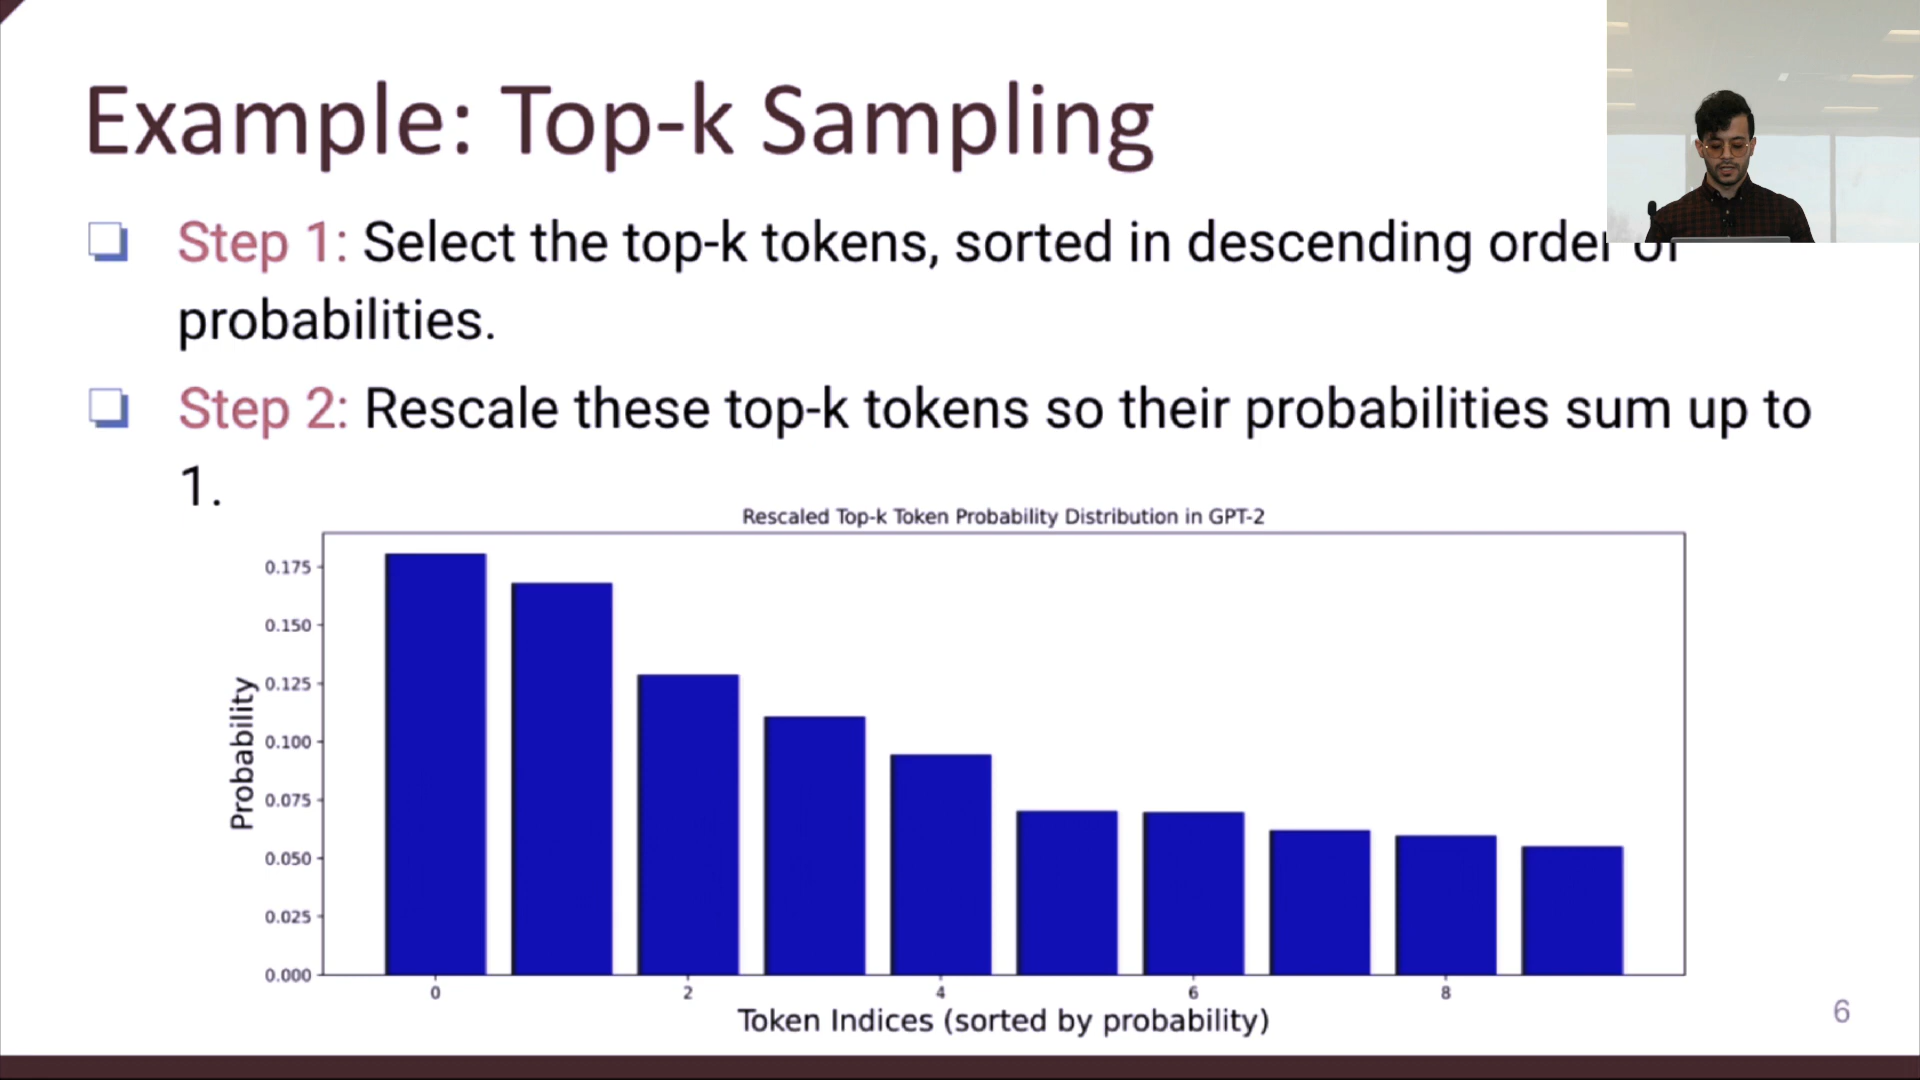 Example: Top-k Sampling
Step 1: Select the top-k tokens, sorted in descending order of
probabilities.
Step 2: Rescale these top-k tokens so their probabilities sum up to
1.
Rescaled Top-k Token Probability Distribution in GPT-2
0.175
0.150
0.125
0.100
0.075
0.050
0.025
0.000
Probability
0 2 4 6 8
Token Indices (sorted by probability)
6